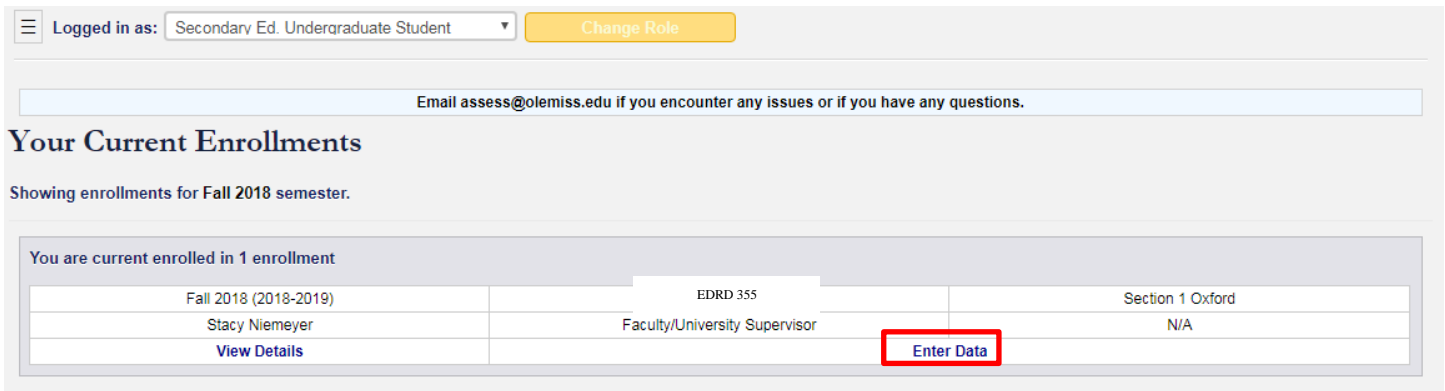 ☰ Logged in as: Secondary Ed. Undergraduate Student ▼ Change Role
Email assess@olemiss.edu if you encounter any issues or if you have any questions.
Your Current Enrollments
Showing enrollments for Fall 2018 semester.
You are current enrolled in 1 enrollment
Fall 2018 (2018-2019) EDRD 355 Section 1 Oxford
Stacy Niemeyer Faculty/University Supervisor N/A
View Details Enter Data